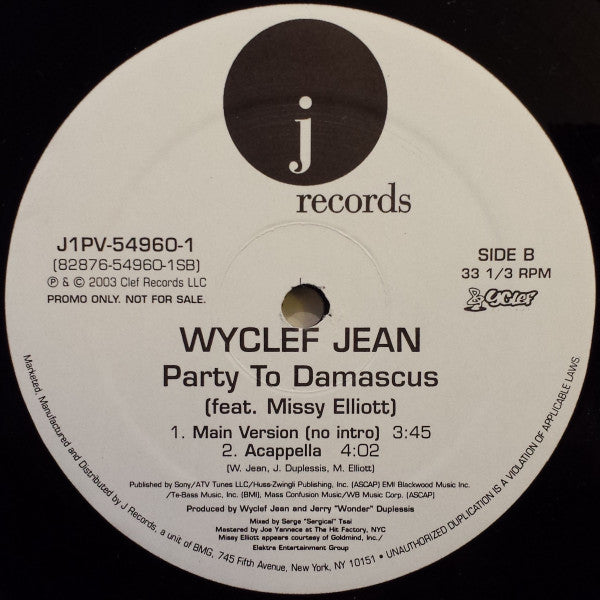 j
records
J1PV-54960-1
(82876-54960-1SB)
℗ & © 2003 Clef Records LLC
PROMO ONLY. NOT FOR SALE.
SIDE B
33 1/3 RPM
Wyclef
WYCLEF JEAN
Party To Damascus
(feat. Missy Elliott)
1. Main Version (no intro) 3:45
2. Acappella 4:02
(W. Jean, J. Duplessis, M. Elliott)
Published by Sony/ATV Tunes LLC/Huss-Zwingli Publishing, Inc. (ASCAP) EMI Blackwood Music Inc.
/Te-Bass Music, Inc. (BMI), Mass Confusion Music/WB Music Corp. (ASCAP)
Produced by Wyclef Jean and Jerry "Wonder" Duplessis
Mixed by Serge "Sergical" Tsai
Mastered by Joe Yannece at The Hit Factory, NYC
Missy Elliott appears courtesy of Goldmind, Inc./
Elektra Entertainment Group
Marketed, Manufactured and Distributed by J Records, a unit of BMG, 745 Fifth Avenue, New York, NY 10151 • UNAUTHORIZED DUPLICATION IS A VIOLATION OF APPLICABLE LAWS